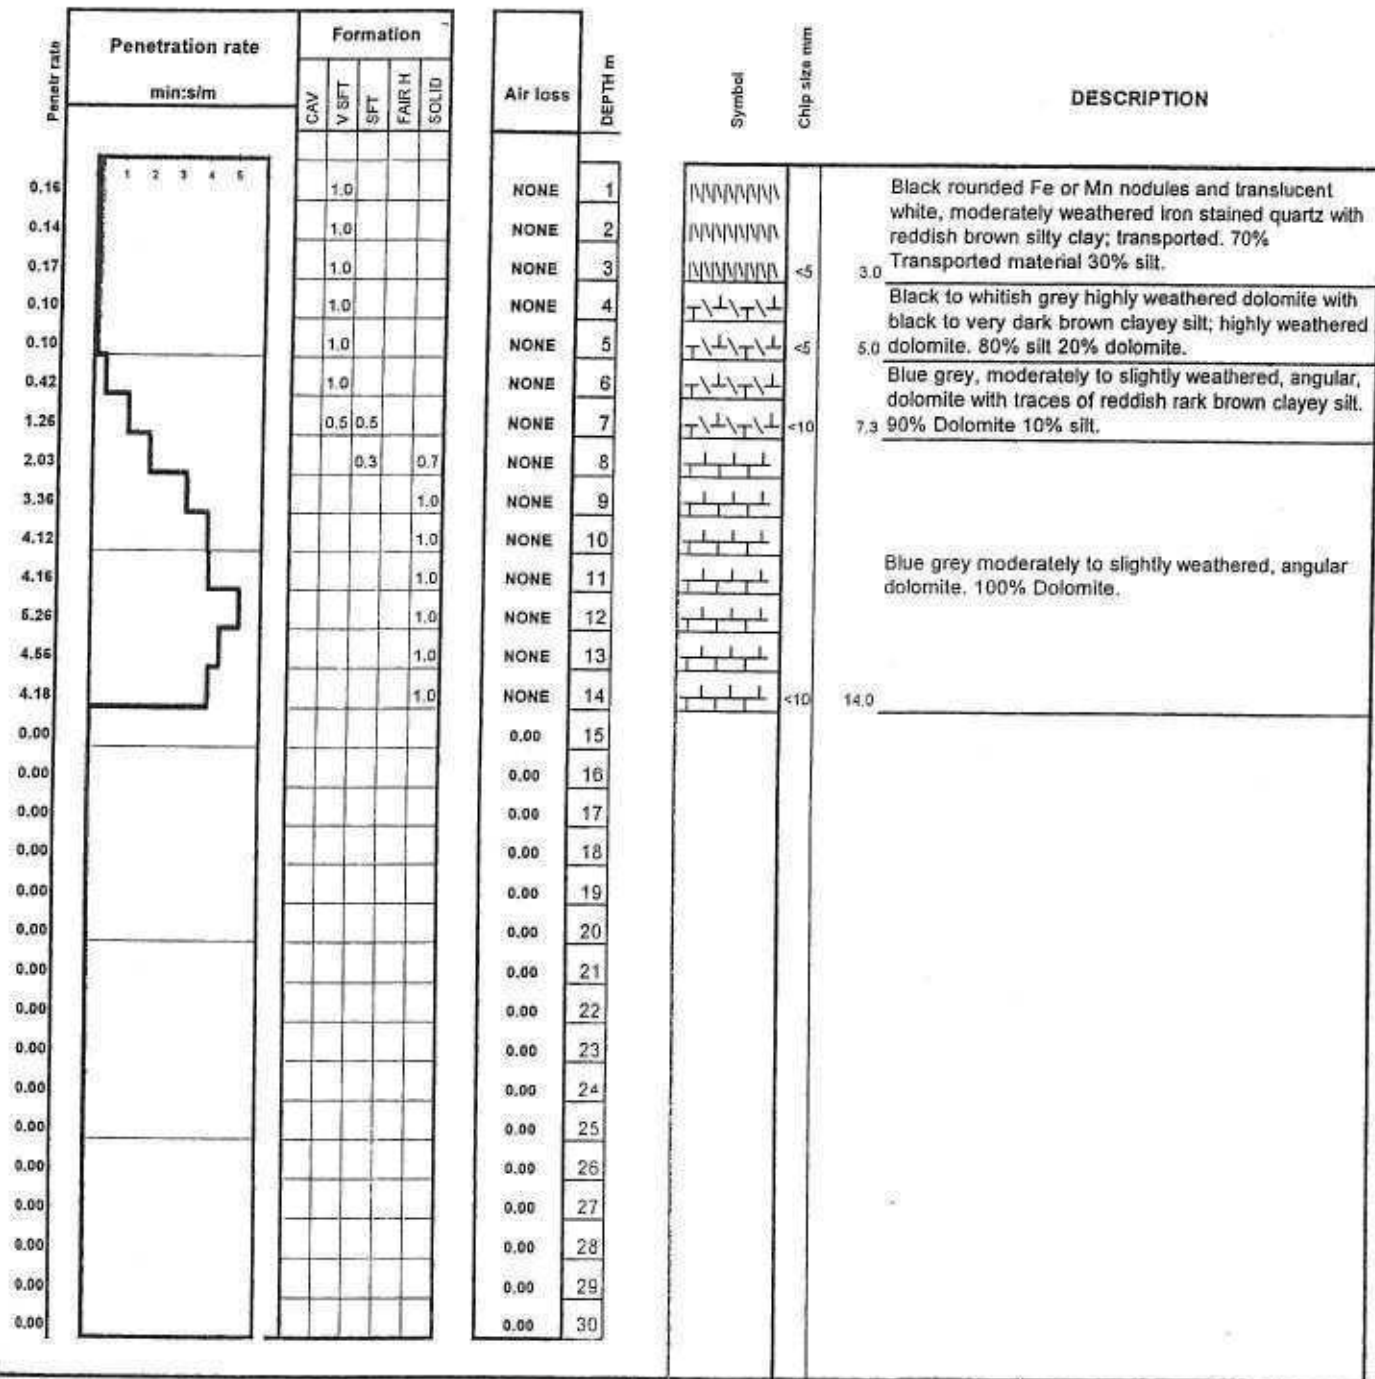 Penetr rate
Penetration rate
min:s/m
Formation
CAV
V SFT
SFT
FAIR H
SOLID
Air loss
DEPTH m
Symbol
Chip size mm
DESCRIPTION
1 2 3 4 5
0.16 1.0 NONE 1
0.14 1.0 NONE 2
0.17 1.0 NONE 3 <5 3.0
Black rounded Fe or Mn nodules and translucent
white, moderately weathered iron stained quartz with
reddish brown silty clay; transported. 70%
Transported material 30% silt.
0.10 1.0 NONE 4
0.10 1.0 NONE 5 <5 5.0
Black to whitish grey highly weathered dolomite with
black to very dark brown clayey silt; highly weathered
dolomite. 80% silt 20% dolomite.
0.42 1.0 NONE 6
1.26 0.5 0.5 NONE 7 <10 7.3
Blue grey, moderately to slightly weathered, angular,
dolomite with traces of reddish rark brown clayey silt.
90% Dolomite 10% silt.
2.03 0.3 0.7 NONE 8
3.36 1.0 NONE 9
4.12 1.0 NONE 10
4.16 1.0 NONE 11
Blue grey moderately to slightly weathered, angular
dolomite. 100% Dolomite.
5.26 1.0 NONE 12
4.56 1.0 NONE 13
4.18 1.0 NONE 14 <10 14.0
0.00 0.00 15
0.00 0.00 16
0.00 0.00 17
0.00 0.00 18
0.00 0.00 19
0.00 0.00 20
0.00 0.00 21
0.00 0.00 22
0.00 0.00 23
0.00 0.00 24
0.00 0.00 25
0.00 0.00 26
0.00 0.00 27
0.00 0.00 28
0.00 0.00 29
0.00 0.00 30